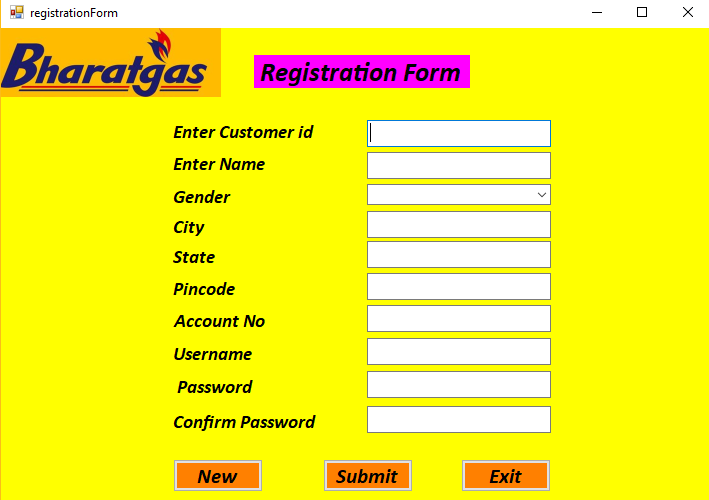 registrationForm
Bharatgas
Registration Form
Enter Customer id
Enter Name
Gender
City
State
Pincode
Account No
Username
Password
Confirm Password
New Submit Exit